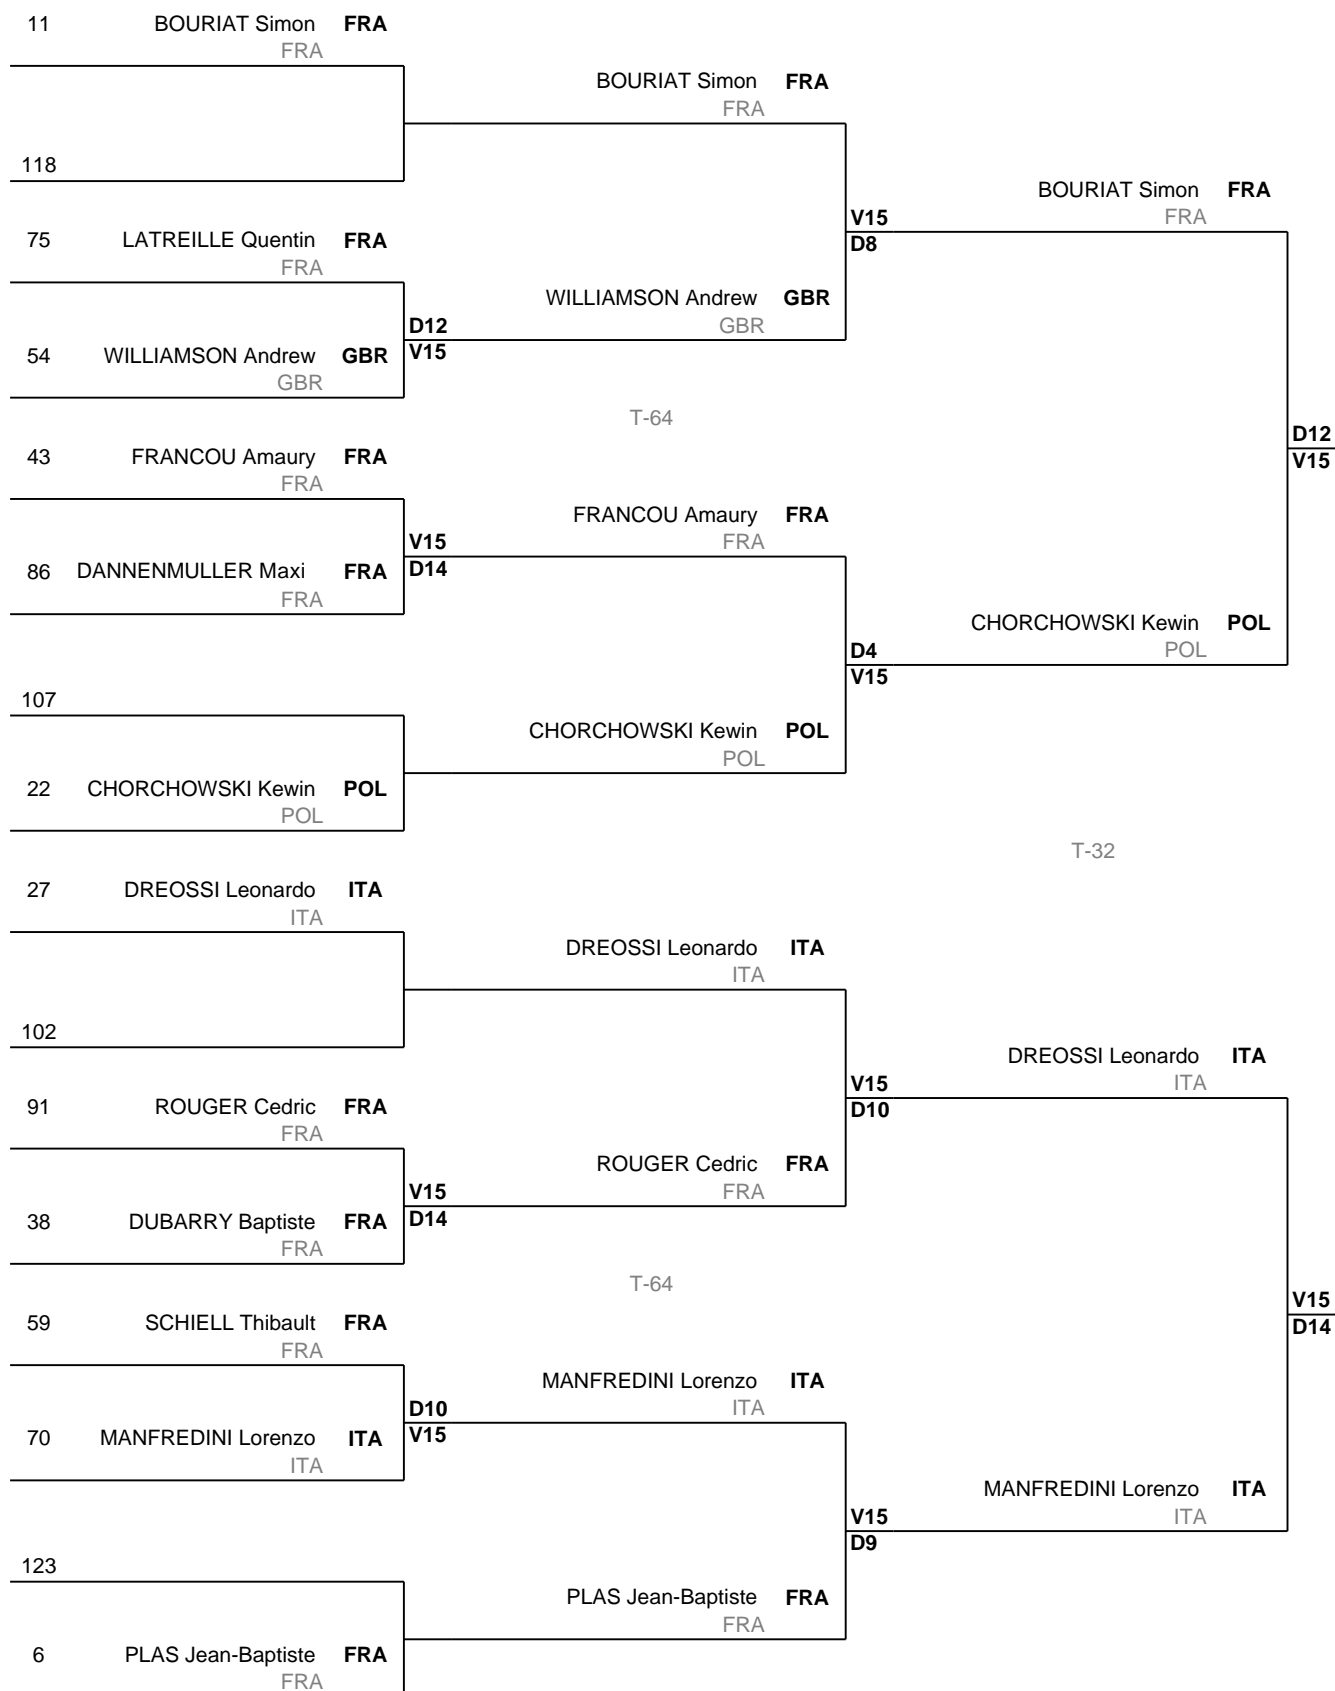 11 BOURIAT Simon FRA
FRA
BOURIAT Simon FRA
FRA
118
BOURIAT Simon FRA
FRA
V15
D8
75 LATREILLE Quentin FRA
FRA
WILLIAMSON Andrew GBR
GBR
D12
V15
54 WILLIAMSON Andrew GBR
GBR
T-64
D12
V15
43 FRANCOU Amaury FRA
FRA
FRANCOU Amaury FRA
FRA
V15
D14
86 DANNENMULLER Maxi FRA
FRA
CHORCHOWSKI Kewin POL
POL
D4
V15
107
CHORCHOWSKI Kewin POL
POL
22 CHORCHOWSKI Kewin POL
POL
T-32
27 DREOSSI Leonardo ITA
ITA
DREOSSI Leonardo ITA
ITA
102
DREOSSI Leonardo ITA
ITA
V15
D10
91 ROUGER Cedric FRA
FRA
ROUGER Cedric FRA
FRA
V15
D14
38 DUBARRY Baptiste FRA
FRA
T-64
V15
D14
59 SCHIELL Thibault FRA
FRA
MANFREDINI Lorenzo ITA
ITA
D10
V15
70 MANFREDINI Lorenzo ITA
ITA
MANFREDINI Lorenzo ITA
ITA
V15
D9
123
PLAS Jean-Baptiste FRA
FRA
6 PLAS Jean-Baptiste FRA
FRA